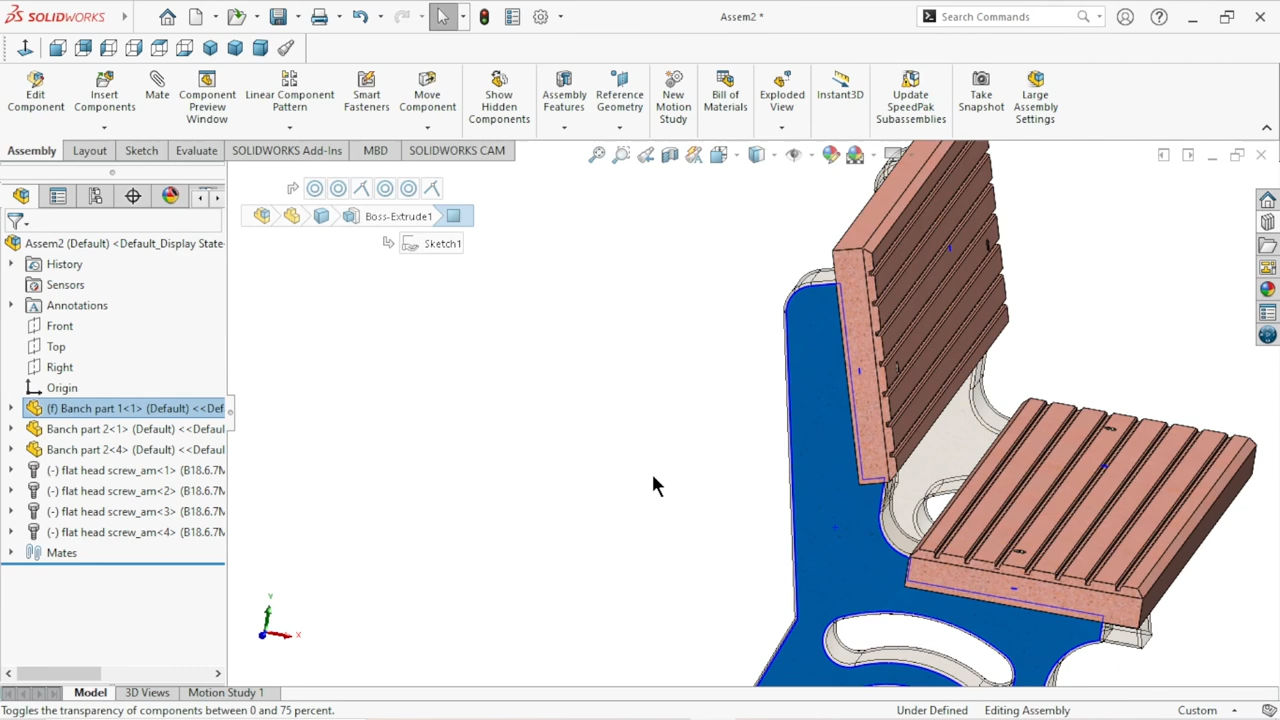 SOLIDWORKS
Assem2 *
Search Commands
Edit Component
Insert Components
Mate
Component Preview Window
Linear Component Pattern
Smart Fasteners
Move Component
Show Hidden Components
Assembly Features
Reference Geometry
New Motion Study
Bill of Materials
Exploded View
Instant3D
Update SpeedPak Subassemblies
Take Snapshot
Large Assembly Settings
Assembly
Layout
Sketch
Evaluate
SOLIDWORKS Add-Ins
MBD
SOLIDWORKS CAM
Boss-Extrude1
Sketch1
Assem2 (Default) <Default_Display State-
History
Sensors
Annotations
Front
Top
Right
Origin
(f) Banch part 1<1> (Default) <<Def
Banch part 2<1> (Default) <<Defaul
Banch part 2<4> (Default) <<Defaul
(-) flat head screw_am<1> (B18.6.7M
(-) flat head screw_am<2> (B18.6.7M
(-) flat head screw_am<3> (B18.6.7M
(-) flat head screw_am<4> (B18.6.7M
Mates
Y
X
Model
3D Views
Motion Study 1
Toggles the transparency of components between 0 and 75 percent.
Under Defined
Editing Assembly
Custom